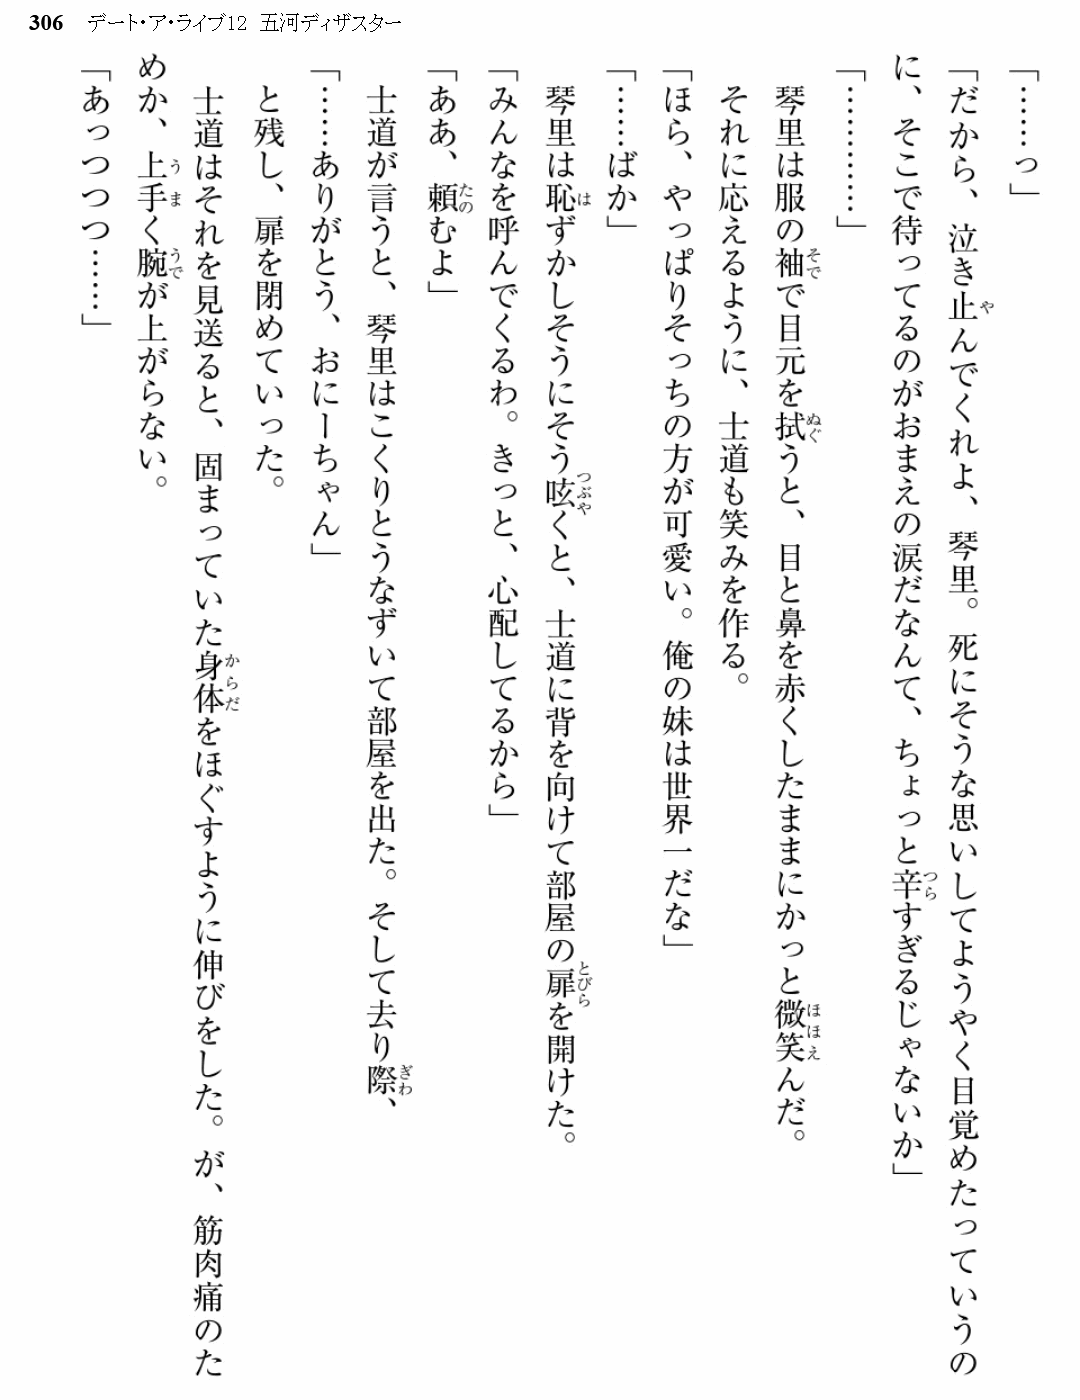 306 デート・ア・ライブ12 五河ディザスター
「……っ」
「だから、泣き止んでくれよ、琴里。死にそうな思いしてようやく目覚めたっていうの
に、そこで待ってるのがおまえの涙だなんて、ちょっと辛すぎるじゃないか」
「…………」
琴里は服の袖で目元を拭うと、目と鼻を赤くしたままにかっと微笑んだ。
それに応えるように、士道も笑みを作る。
「ほら、やっぱりそっちの方が可愛い。俺の妹は世界一だな」
「……ばか」
琴里は恥ずかしそうにそう呟くと、士道に背を向けて部屋の扉を開けた。
「みんなを呼んでくるわ。きっと、心配してるから」
「ああ、頼むよ」
士道が言うと、琴里はこくりとうなずいて部屋を出た。そして去り際、
「……ありがとう、おにーちゃん」
と残し、扉を閉めていった。
士道はそれを見送ると、固まっていた身体をほぐすように伸びをした。が、筋肉痛のた
めか、上手く腕が上がらない。
「あっつつつ……」